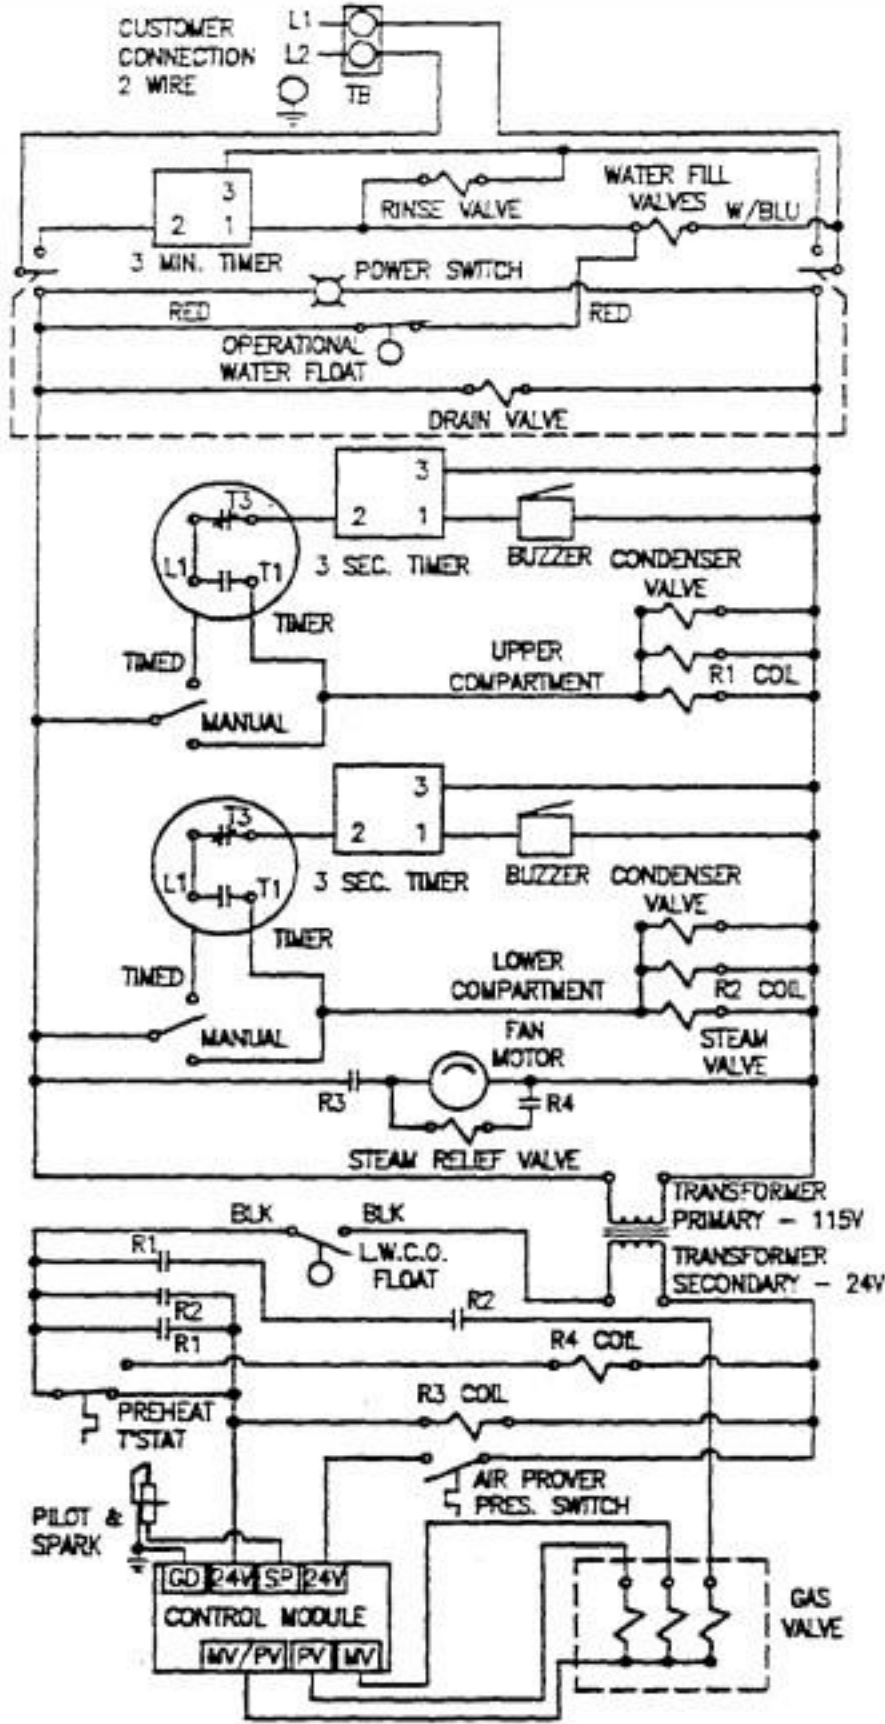 CUSTOMER
CONNECTION
2 WIRE
L1
L2
TB
3
2 1
3 MIN. TIMER
RINSE VALVE
WATER FILL
VALVES
W/BLU
POWER SWITCH
RED
RED
OPERATIONAL
WATER FLOAT
DRAIN VALVE
T3
L1 T1
3
2 1
3 SEC. TIMER
BUZZER
CONDENSER
VALVE
TIMER
TIMED
MANUAL
UPPER
COMPARTMENT
R1 COIL
T3
L1 T1
3
2 1
3 SEC. TIMER
BUZZER
CONDENSER
VALVE
TIMER
TIMED
MANUAL
LOWER
COMPARTMENT
R2 COIL
STEAM
VALVE
FAN
MOTOR
R3
R4
STEAM RELIEF VALVE
TRANSFORMER
PRIMARY - 115V
TRANSFORMER
SECONDARY - 24V
BLK
BLK
L.W.C.O.
FLOAT
R1
R2
R1
R2
R4 COIL
R3 COIL
PREHEAT
T'STAT
AIR PROVER
PRES. SWITCH
PILOT &
SPARK
GD 24V SP 24V
CONTROL MODULE
MV/PV PV MV
GAS
VALVE